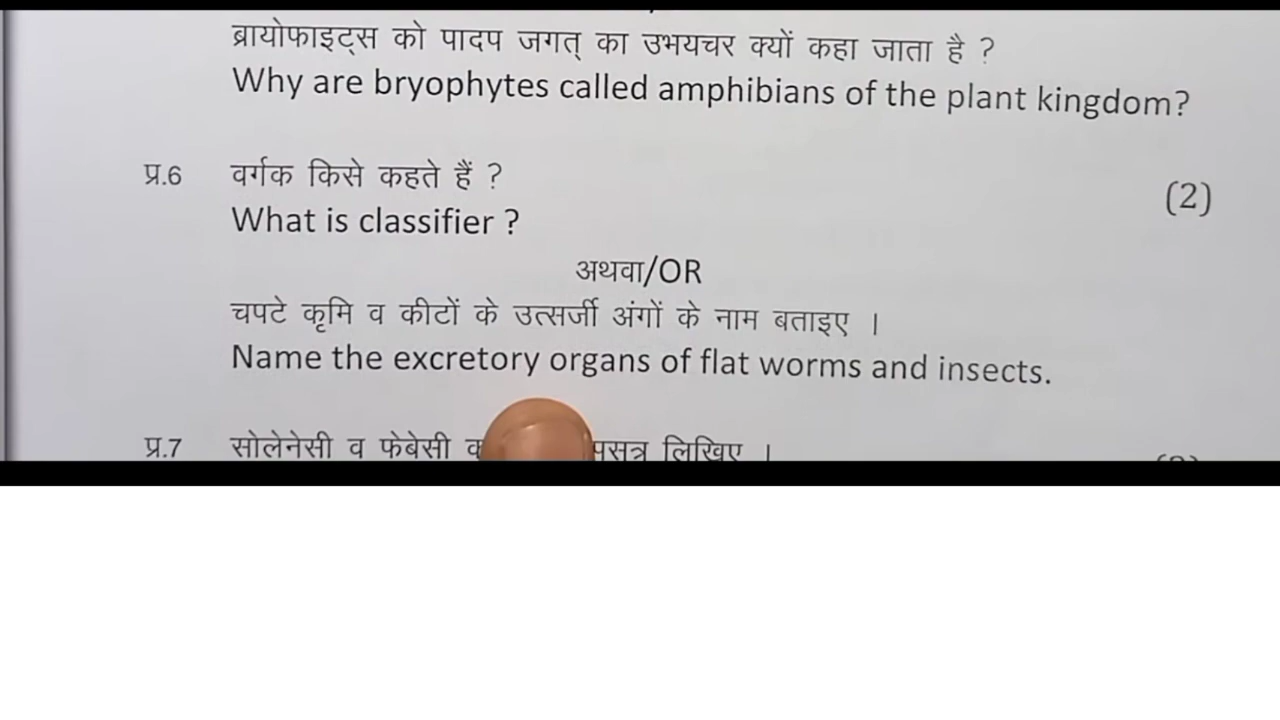 ब्रायोफाइट्स को पादप जगत् का उभयचर क्यों कहा जाता है ?
Why are bryophytes called amphibians of the plant kingdom?
प्र.6 वर्गक किसे कहते हैं ? (2)
What is classifier ?
अथवा/OR
चपटे कृमि व कीटों के उत्सर्जी अंगों के नाम बताइए ।
Name the excretory organs of flat worms and insects.
प्र.7 सोलेनेसी व फेबेसी लिखिए ।